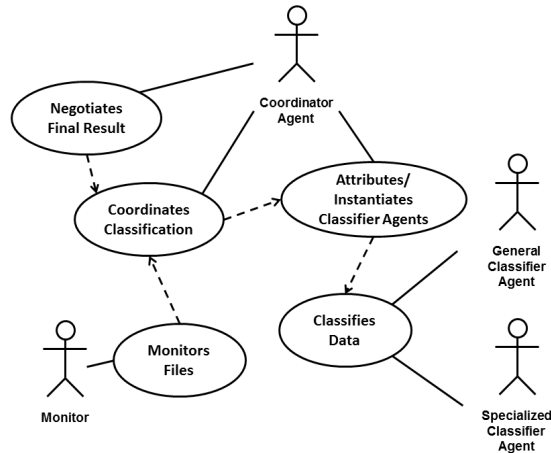 Coordinator
Agent
Negotiates
Final Result
Coordinates
Classification
Attributes/
Instantiates
Classifier Agents
General
Classifier
Agent
Classifies
Data
Monitors
Files
Monitor
Specialized
Classifier
Agent